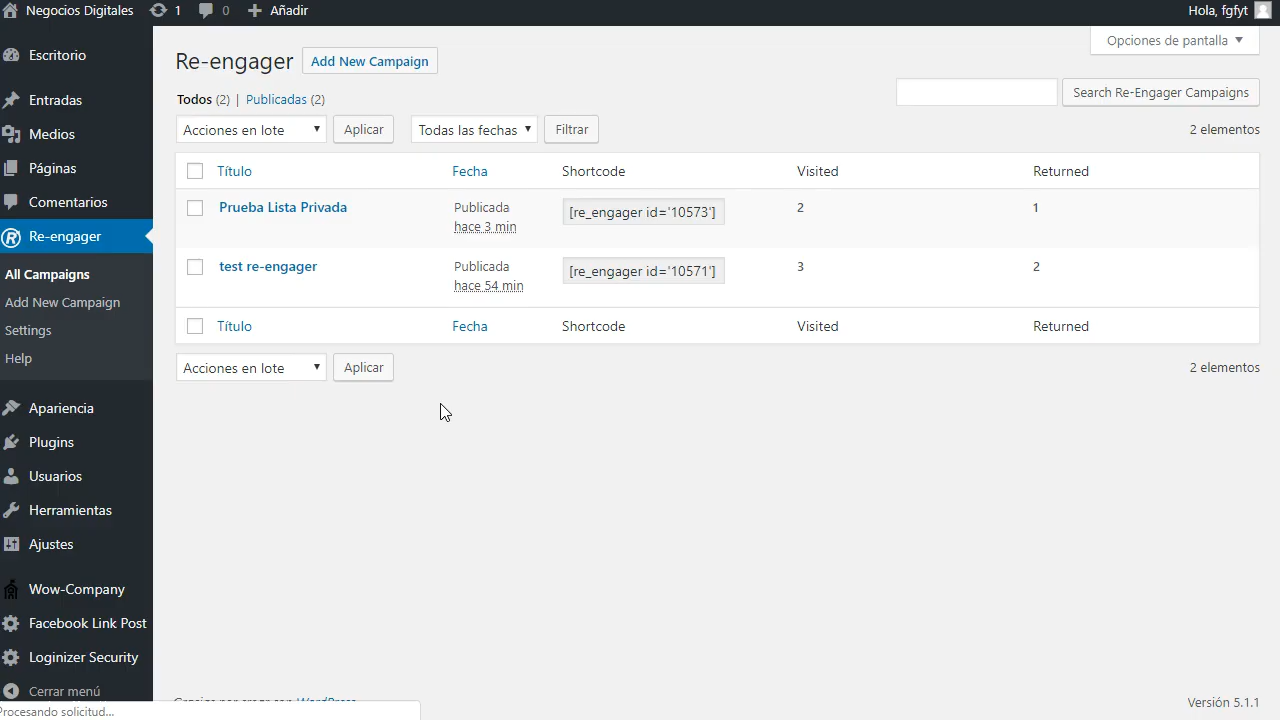 Negocios Digitales 1 0 Añadir Hola, fgfyt
Opciones de pantalla
Escritorio
Entradas
Medios
Páginas
Comentarios
Re-engager
All Campaigns
Add New Campaign
Settings
Help
Apariencia
Plugins
Usuarios
Herramientas
Ajustes
Wow-Company
Facebook Link Post
Loginizer Security
Cerrar menú
Re-engager Add New Campaign
Todos (2) | Publicadas (2)
Search Re-Engager Campaigns
Acciones en lote Aplicar Todas las fechas Filtrar 2 elementos
Título Fecha Shortcode Visited Returned
Prueba Lista Privada Publicada [re_engager id='10573'] 2 1
hace 3 min
test re-engager Publicada [re_engager id='10571'] 3 2
hace 54 min
Título Fecha Shortcode Visited Returned
Acciones en lote Aplicar 2 elementos
WordPress Versión 5.1.1
Procesando solicitud...